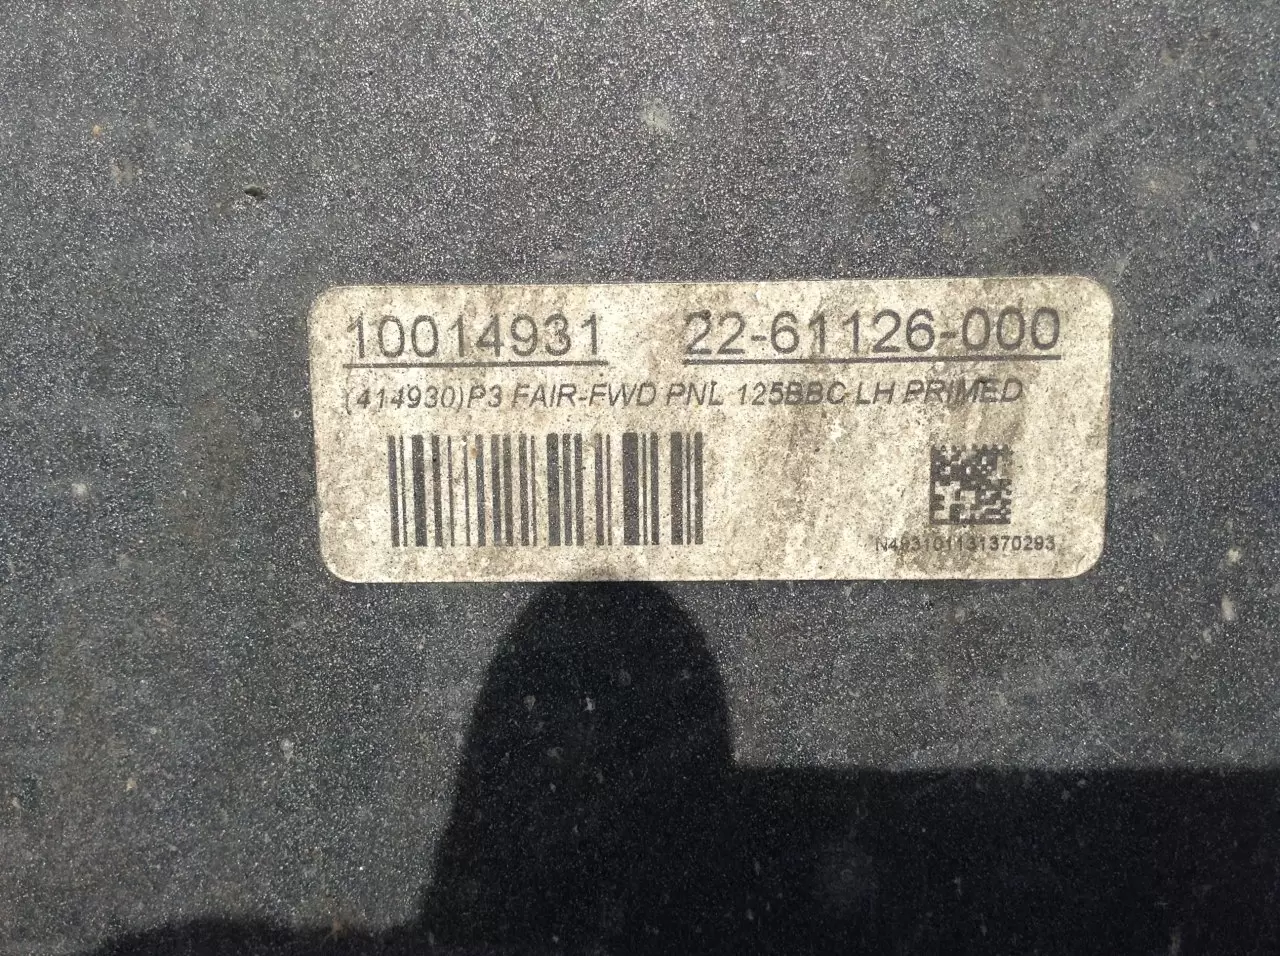 10014931 22-61126-000
(414930)P3 FAIR-FWD PNL 125BBC LH PRIMED
N493101131370293